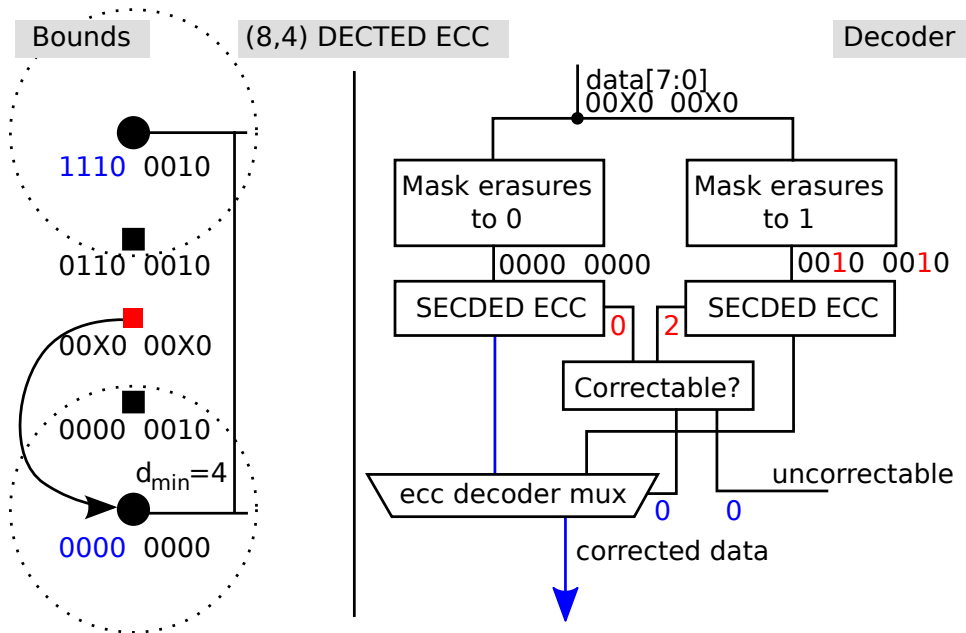 Bounds
(8,4) DECTED ECC
Decoder
1110 0010
0110 0010
00X0 00X0
0000 0010
d_min=4
0000 0000
data[7:0]
00X0 00X0
Mask erasures
to 0
Mask erasures
to 1
0000 0000
0010 0010
SECDED ECC
0
2
SECDED ECC
Correctable?
ecc decoder mux
0
0
uncorrectable
corrected data